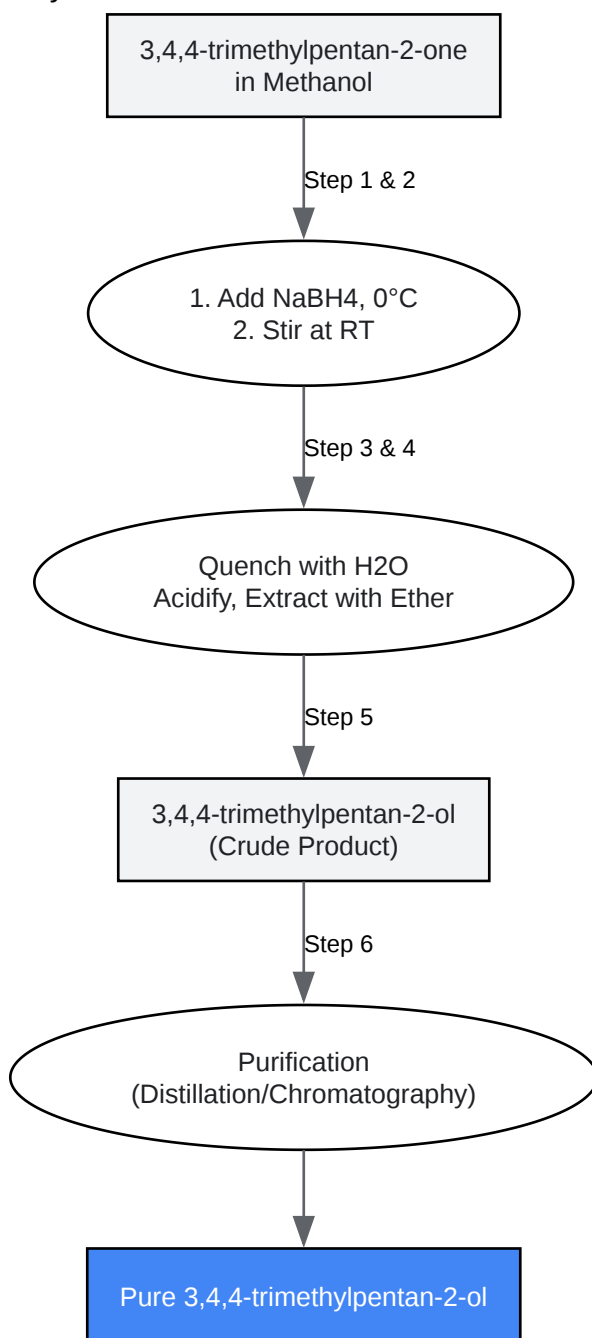 3,4,4-trimethylpentan-2-one
in Methanol
Step 1 & 2
1. Add NaBH4, 0°C
2. Stir at RT
Step 3 & 4
Quench with H2O
Acidify, Extract with Ether
Step 5
3,4,4-trimethylpentan-2-ol
(Crude Product)
Step 6
Purification
(Distillation/Chromatography)
Pure 3,4,4-trimethylpentan-2-ol